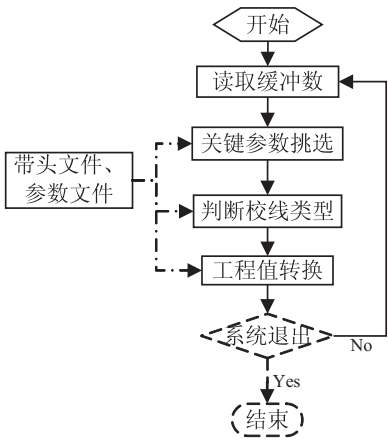 开始
读取缓冲数
关键参数挑选
带头文件、
参数文件
判断校线类型
工程值转换
系统退出
No
Yes
结束